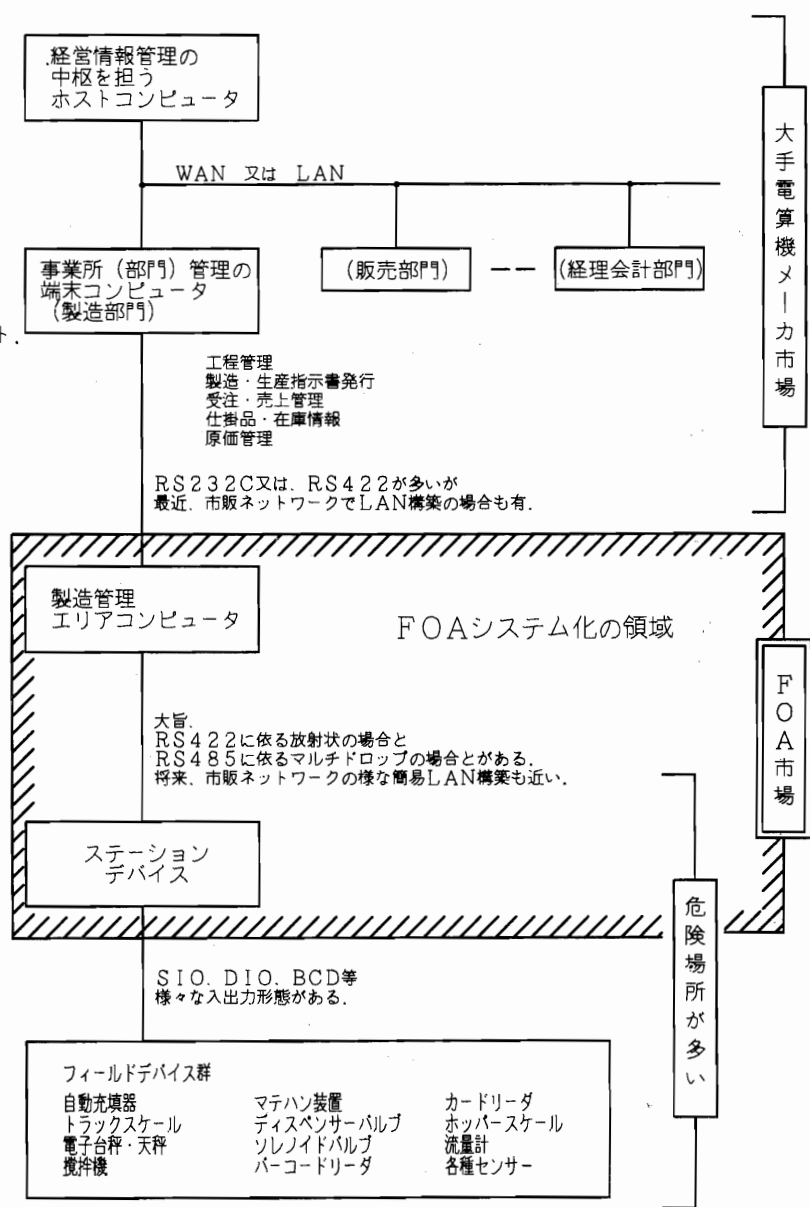 .経営情報管理の
中枢を担う
ホストコンピュータ
WAN 又は LAN
事業所（部門）管理の
端末コンピュータ
（製造部門）
（販売部門）
（経理会計部門）
ト．
工程管理
製造・生産指示書発行
受注・売上管理
仕掛品・在庫情報
原価管理
RS232C又は、RS422が多いが
最近、市販ネットワークでLAN構築の場合も有．
大手電算機メーカ市場
製造管理
エリアコンピュータ
FOAシステム化の領域
大旨．
RS422に依る放射状の場合と
RS485に依るマルチドロップの場合とがある．
将来、市販ネットワークの様な簡易LAN構築も近い．
FOA市場
ステーション
デバイス
危険場所が多い
SIO、DIO、BCD等
様々な入出力形態がある．
フィールドデバイス群
自動充填器 マテハン装置 カードリーダ
トラックスケール ディスペンサーバルブ ホッパースケール
電子台秤・天秤 ソレノイドバルブ 流量計
攪拌機 バーコードリーダ 各種センサー